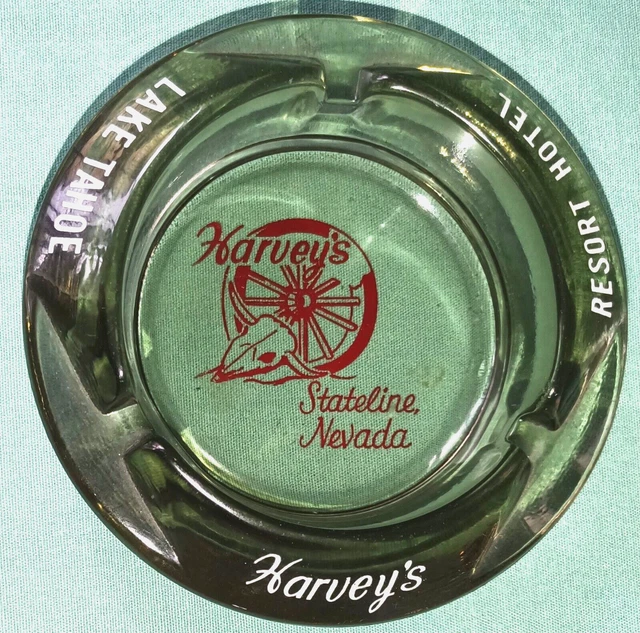 LAKE TAHOE
RESORT HOTEL
Harvey's
Stateline,
Nevada
Harvey's